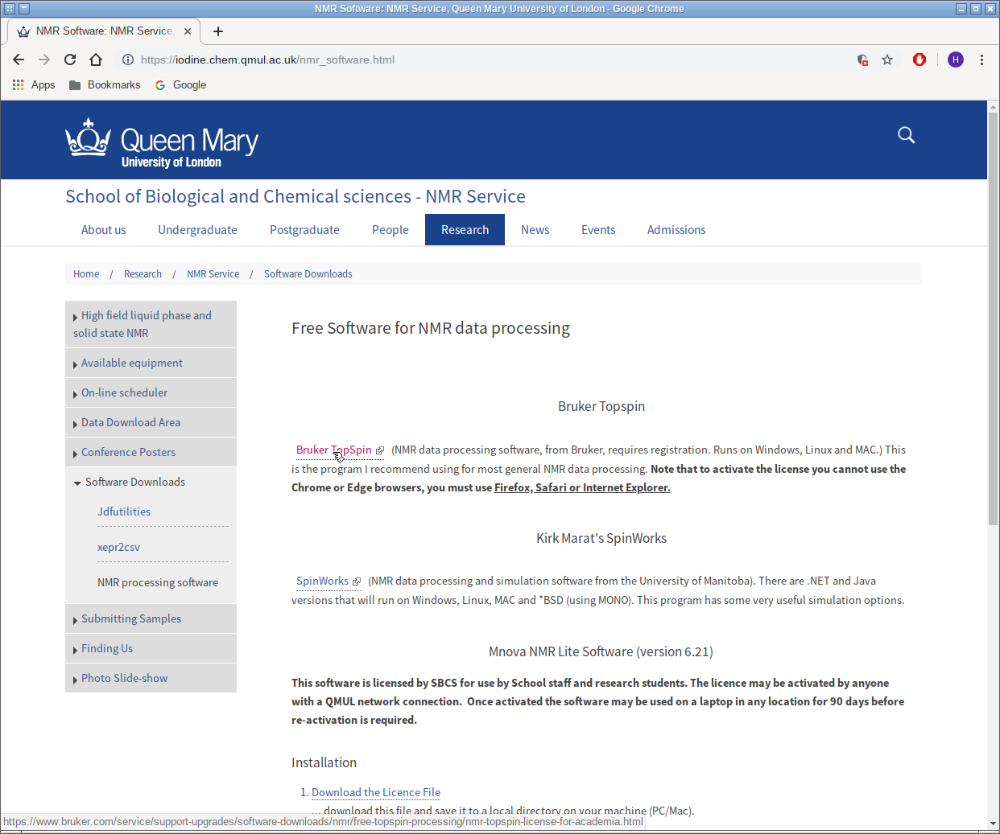 NMR Software: NMR Service, Queen Mary University of London - Google Chrome
NMR Software: NMR Service,
https://iodine.chem.qmul.ac.uk/nmr_software.html
H
Apps
Bookmarks
Google
Queen Mary
University of London
School of Biological and Chemical sciences - NMR Service
About us
Undergraduate
Postgraduate
People
Research
News
Events
Admissions
Home / Research / NMR Service / Software Downloads
High field liquid phase and
solid state NMR
Available equipment
On-line scheduler
Data Download Area
Conference Posters
Software Downloads
Jdfutilities
xepr2csv
NMR processing software
Submitting Samples
Finding Us
Photo Slide-show
Free Software for NMR data processing
Bruker Topspin
Bruker TopSpin (NMR data processing software, from Bruker, requires registration. Runs on Windows, Linux and MAC.) This
is the program I recommend using for most general NMR data processing. Note that to activate the license you cannot use the
Chrome or Edge browsers, you must use Firefox, Safari or Internet Explorer.
Kirk Marat's SpinWorks
SpinWorks (NMR data processing and simulation software from the University of Manitoba). There are .NET and Java
versions that will run on Windows, Linux, MAC and *BSD (using MONO). This program has some very useful simulation options.
Mnova NMR Lite Software (version 6.21)
This software is licensed by SBCS for use by School staff and research students. The licence may be activated by anyone
with a QMUL network connection. Once activated the software may be used on a laptop in any location for 90 days before
re-activation is required.
Installation
1. Download the Licence File
... download this file and save it to a local directory on your machine (PC/Mac).
https://www.bruker.com/service/support-upgrades/software-downloads/nmr/free-topspin-processing/nmr-topspin-license-for-academia.html